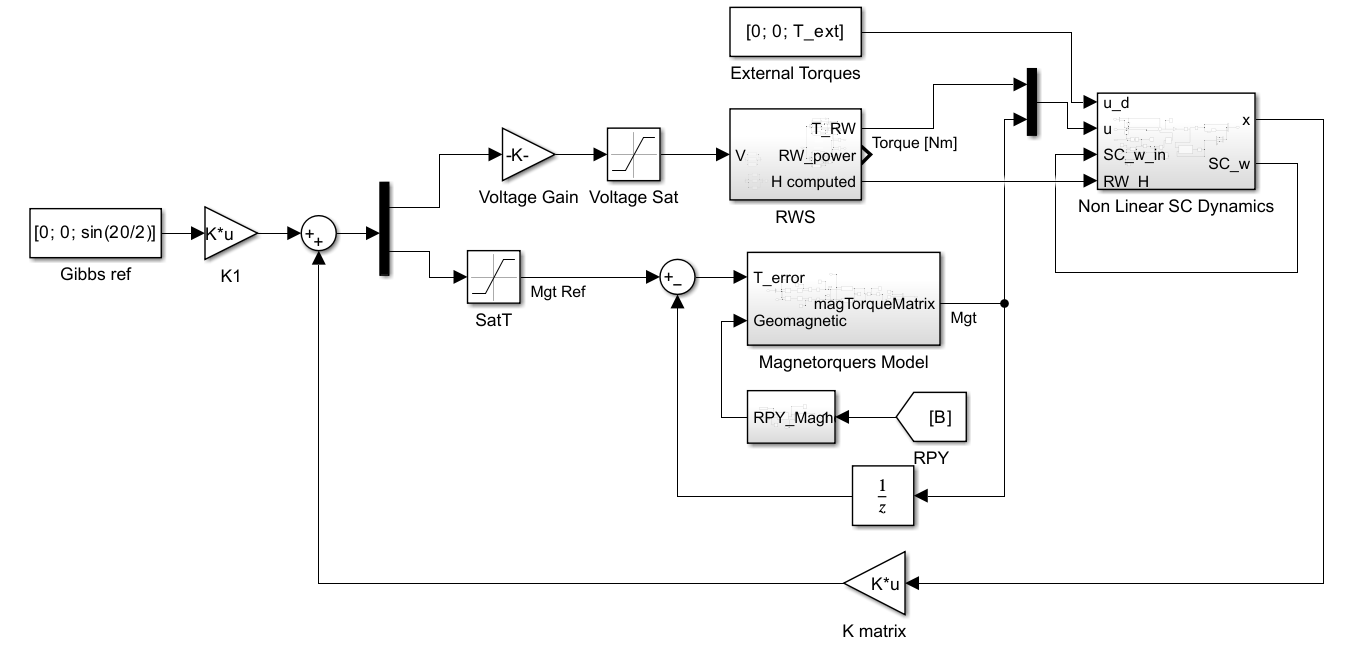 [0; 0; T_ext]
External Torques
u_d
u
SC_w_in
RW_H
x
SC_w
Non Linear SC Dynamics
V
T_RW
RW_power
H computed
RWS
Torque [Nm]
-K-
Voltage Gain
Voltage Sat
[0; 0; sin(20/2)]
Gibbs ref
K*u
K1
+
+
SatT
Mgt Ref
+
−
T_error
Geomagnetic
magTorqueMatrix
Magnetorquers Model
Mgt
RPY_Magh
[B]
RPY
1
z
K*u
K matrix